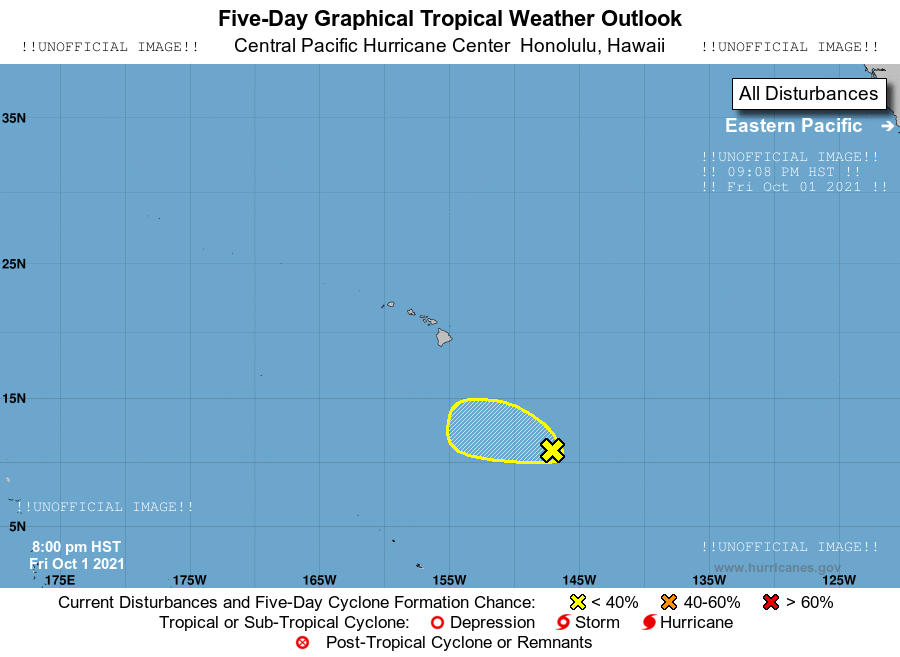 Five-Day Graphical Tropical Weather Outlook
!!UNOFFICIAL IMAGE!! Central Pacific Hurricane Center Honolulu, Hawaii !!UNOFFICIAL IMAGE!!
All Disturbances
35N
Eastern Pacific
!!UNOFFICIAL IMAGE!!
!! 09:08 PM HST !!
!! Fri Oct 01 2021 !!
25N
15N
!!UNOFFICIAL IMAGE!!
5N
8:00 pm HST
Fri Oct 1 2021
!!UNOFFICIAL IMAGE!!
www.hurricanes.gov
175E 175W 165W 155W 145W 135W 125W
Current Disturbances and Five-Day Cyclone Formation Chance: < 40% 40-60% > 60%
Tropical or Sub-Tropical Cyclone: Depression Storm Hurricane
Post-Tropical Cyclone or Remnants